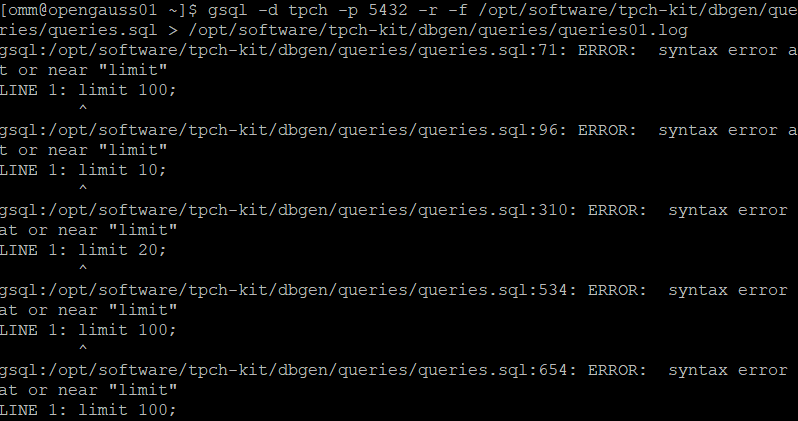 [omm@opengauss01 ~]$ gsql -d tpch -p 5432 -r -f /opt/software/tpch-kit/dbgen/que
ries/queries.sql > /opt/software/tpch-kit/dbgen/queries/queries01.log
gsql:/opt/software/tpch-kit/dbgen/queries/queries.sql:71: ERROR:  syntax error a
t or near "limit"
LINE 1: limit 100;
        ^
gsql:/opt/software/tpch-kit/dbgen/queries/queries.sql:96: ERROR:  syntax error a
t or near "limit"
LINE 1: limit 10;
        ^
gsql:/opt/software/tpch-kit/dbgen/queries/queries.sql:310: ERROR:  syntax error
at or near "limit"
LINE 1: limit 20;
        ^
gsql:/opt/software/tpch-kit/dbgen/queries/queries.sql:534: ERROR:  syntax error
at or near "limit"
LINE 1: limit 100;
        ^
gsql:/opt/software/tpch-kit/dbgen/queries/queries.sql:654: ERROR:  syntax error
at or near "limit"
LINE 1: limit 100;